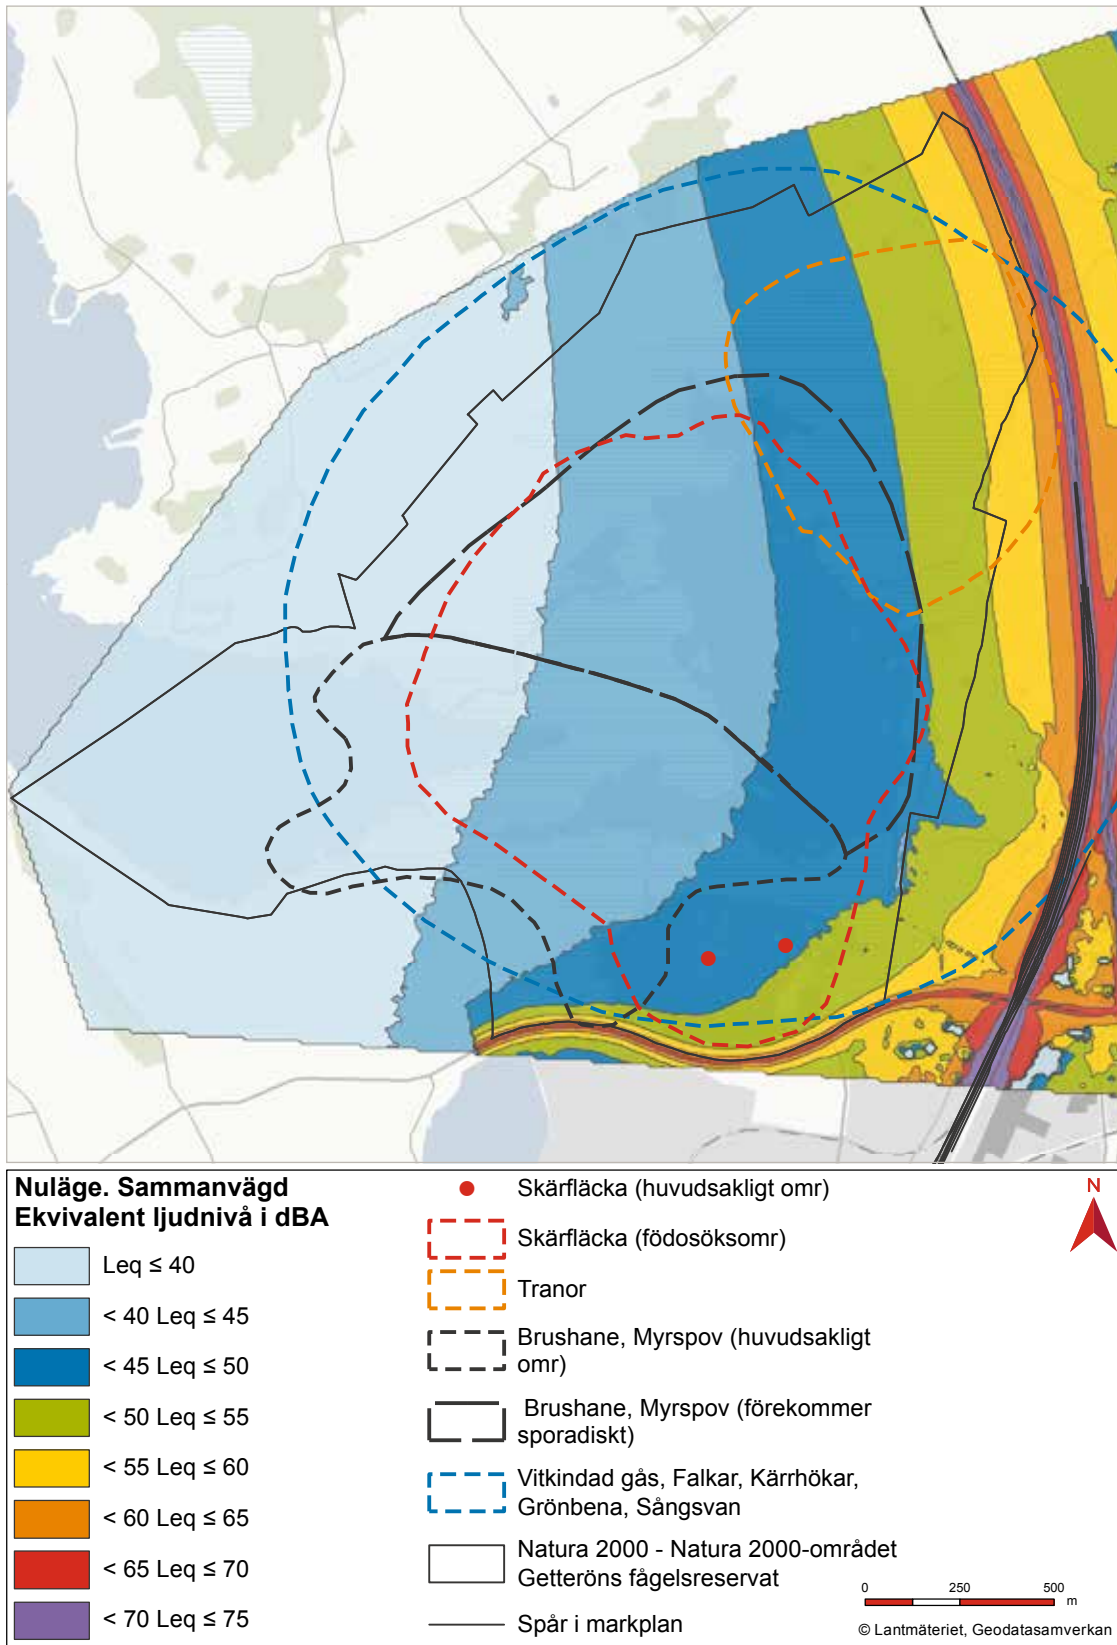 Nuläge. Sammanvägd
Ekvivalent ljudnivå i dBA
Leq ≤ 40
< 40 Leq ≤ 45
< 45 Leq ≤ 50
< 50 Leq ≤ 55
< 55 Leq ≤ 60
< 60 Leq ≤ 65
< 65 Leq ≤ 70
< 70 Leq ≤ 75
Skärfläcka (huvudsakligt omr)
Skärfläcka (födosöksomr)
Tranor
Brushane, Myrspov (huvudsakligt
omr)
Brushane, Myrspov (förekommer
sporadiskt)
Vitkindad gås, Falkar, Kärrhökar,
Grönbena, Sångsvan
Natura 2000 - Natura 2000-området
Getteröns fågelsreservat
Spår i markplan
N
0 250 500
m
© Lantmäteriet, Geodatasamverkan